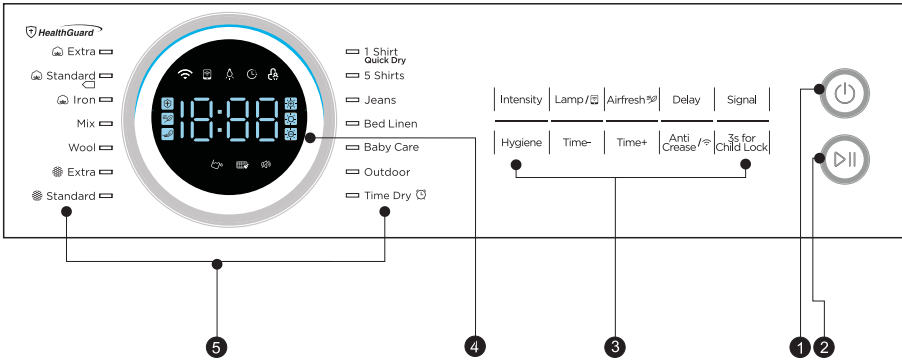 HealthGuard
Extra
Standard
Iron
Mix
Wool
Extra
Standard
18:88
1 Shirt
Quick Dry
5 Shirts
Jeans
Bed Linen
Baby Care
Outdoor
Time Dry
Intensity
Lamp/
Airfresh
Delay
Signal
Hygiene
Time-
Time+
Anti
Crease/
3s for
Child Lock
5
4
3
1
2